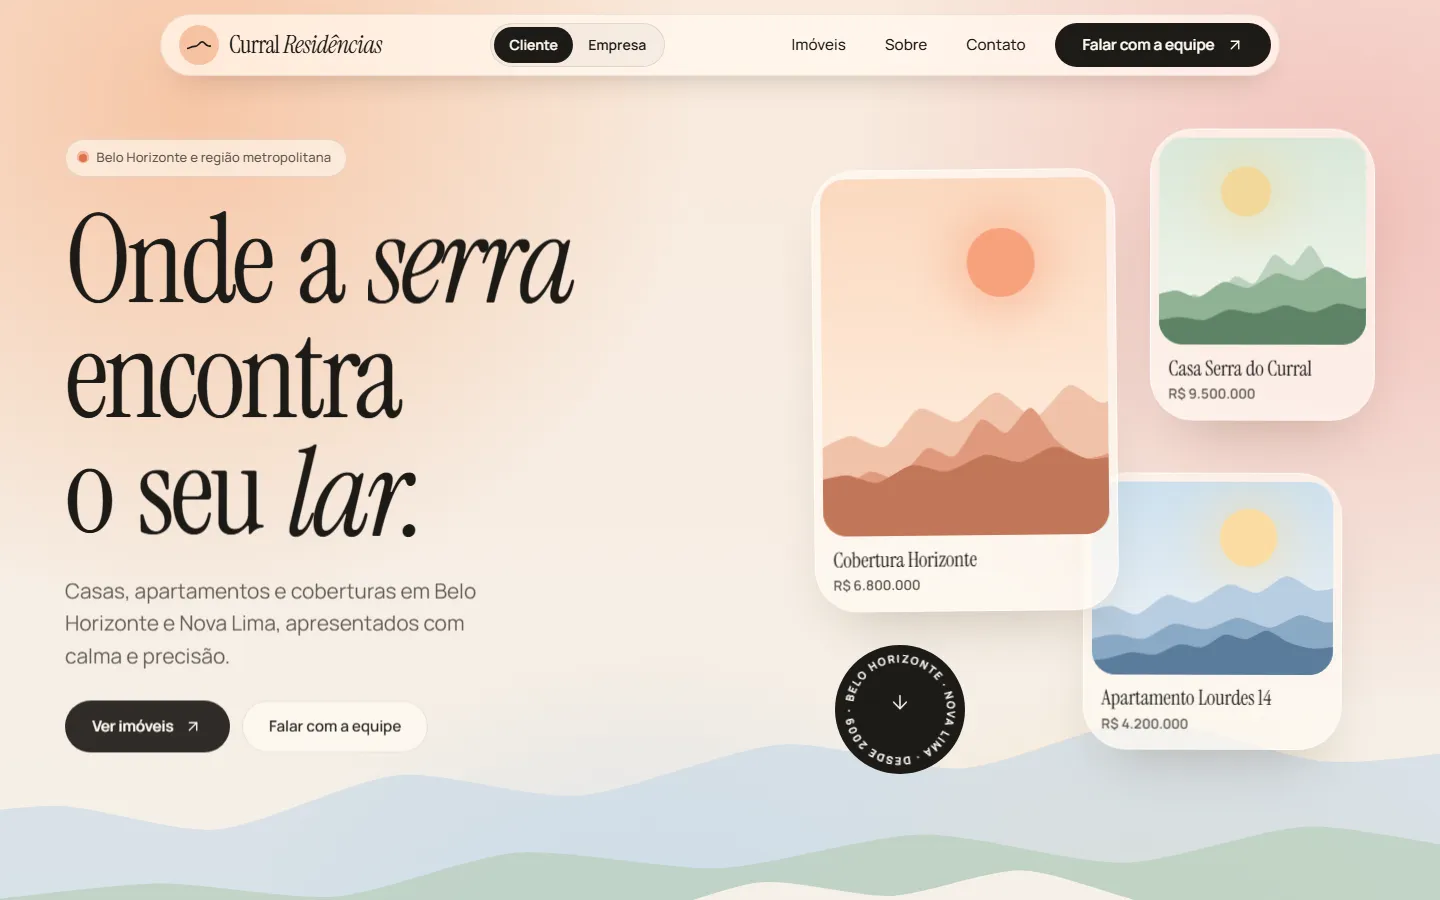 Curral Residências
Cliente
Empresa
Imóveis
Sobre
Contato
Falar com a equipe
Belo Horizonte e região metropolitana
Onde a serra
encontra
o seu lar.
Casas, apartamentos e coberturas em Belo
Horizonte e Nova Lima, apresentados com
calma e precisão.
Ver imóveis
Falar com a equipe
Cobertura Horizonte
R$ 6.800.000
Casa Serra do Curral
R$ 9.500.000
Apartamento Lourdes 14
R$ 4.200.000
BELO HORIZONTE · NOVA LIMA · DESDE 2009 ·